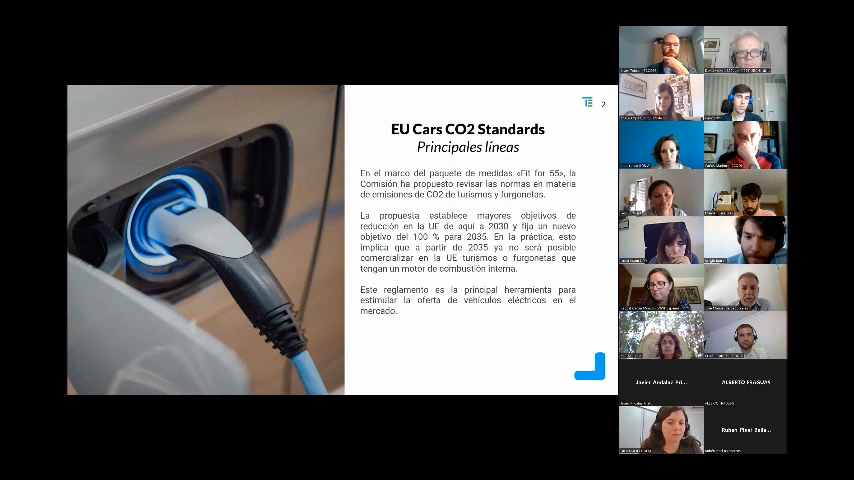 TE
2
EU Cars CO2 Standards
Principales líneas
En el marco del paquete de medidas «Fit for 55», la
Comisión ha propuesto revisar las normas en materia
de emisiones de CO2 de turismos y furgonetas.
La propuesta establece mayores objetivos de
reducción en la UE de aquí a 2030 y fija un nuevo
objetivo del 100 % para 2035. En la práctica, esto
implica que a partir de 2035 ya no será posible
comercializar en la UE turismos o furgonetas que
tengan un motor de combustión interna.
Este reglamento es la principal herramienta para
estimular la oferta de vehículos eléctricos en el
mercado.
Javier Andaluz Pri...
ALBERTO FRAGUAS